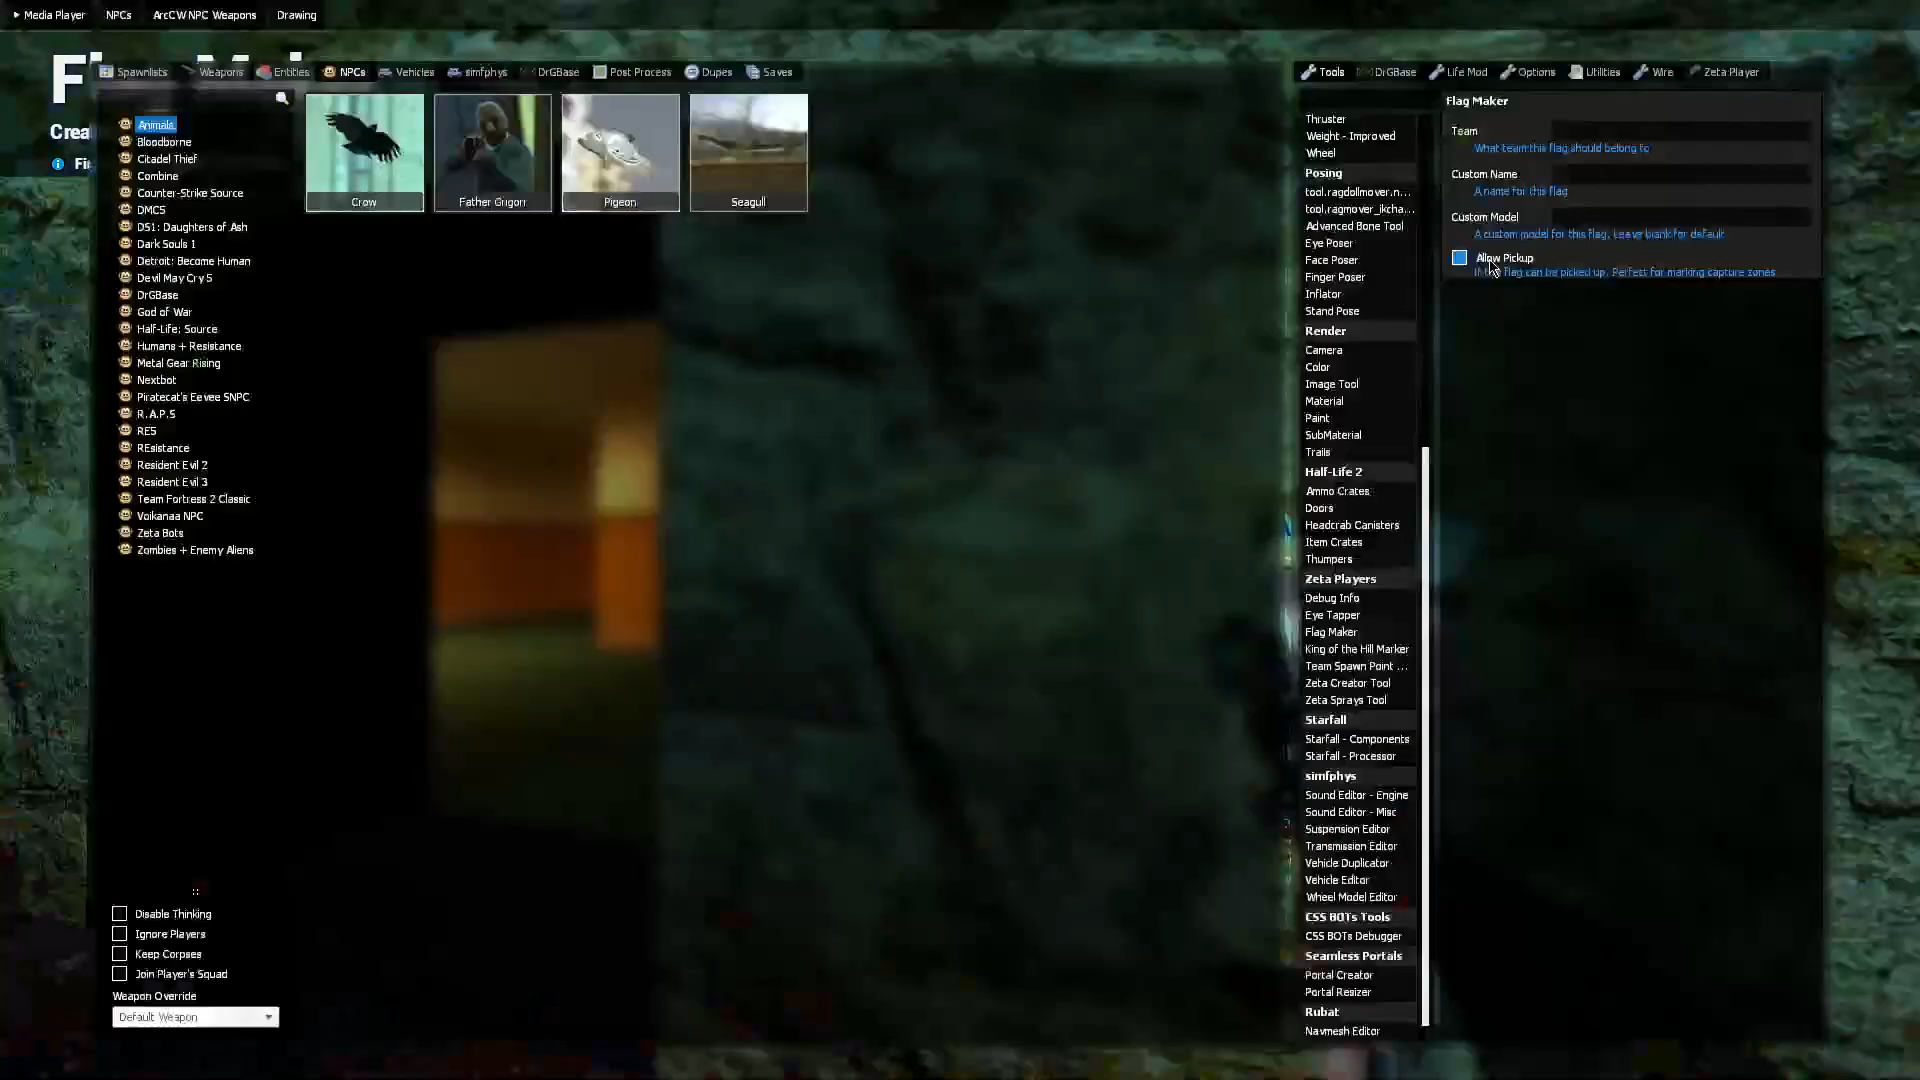 Media Player NPCs ArcCW NPC Weapons Drawing
Crea
Fi
Spawnlists Weapons Entities NPCs Vehicles simfphys DrGBase Post Process Dupes Saves
Animals
Bloodborne
Citadel Thief
Combine
Counter-Strike Source
DMC5
DS1: Daughters of Ash
Dark Souls 1
Detroit: Become Human
Devil May Cry 5
DrGBase
God of War
Half-Life: Source
Humans + Resistance
Metal Gear Rising
Nextbot
Piratecat's Eevee SNPC
R.A.P.S
RE5
REsistance
Resident Evil 2
Resident Evil 3
Team Fortress 2 Classic
Voikanaa NPC
Zeta Bots
Zombies + Enemy Aliens
Crow
Father Grigori
Pigeon
Seagull
Disable Thinking
Ignore Players
Keep Corpses
Join Player's Squad
Weapon Override
Default Weapon
Tools DrGBase Life Mod Options Utilities Wire Zeta Player
Thruster
Weight - Improved
Wheel
Posing
tool.ragdollmover.n...
tool.ragmover_ikcha...
Advanced Bone Tool
Eye Poser
Face Poser
Finger Poser
Inflator
Stand Pose
Render
Camera
Color
Image Tool
Material
Paint
SubMaterial
Trails
Half-Life 2
Ammo Crates
Doors
Headcrab Canisters
Item Crates
Thumpers
Zeta Players
Debug Info
Eye Tapper
Flag Maker
King of the Hill Marker
Team Spawn Point ...
Zeta Creator Tool
Zeta Sprays Tool
Starfall
Starfall - Components
Starfall - Processor
simfphys
Sound Editor - Engine
Sound Editor - Misc
Suspension Editor
Transmission Editor
Vehicle Duplicator
Vehicle Editor
Wheel Model Editor
CSS BOTs Tools
CSS BOTs Debugger
Seamless Portals
Portal Creator
Portal Resizer
Rubat
Navmesh Editor
Flag Maker
Team
What team this flag should belong to
Custom Name
A name for this flag
Custom Model
A custom model for this flag. Leave blank for default
Allow Pickup
If flag can be picked up. Perfect for marking capture zones